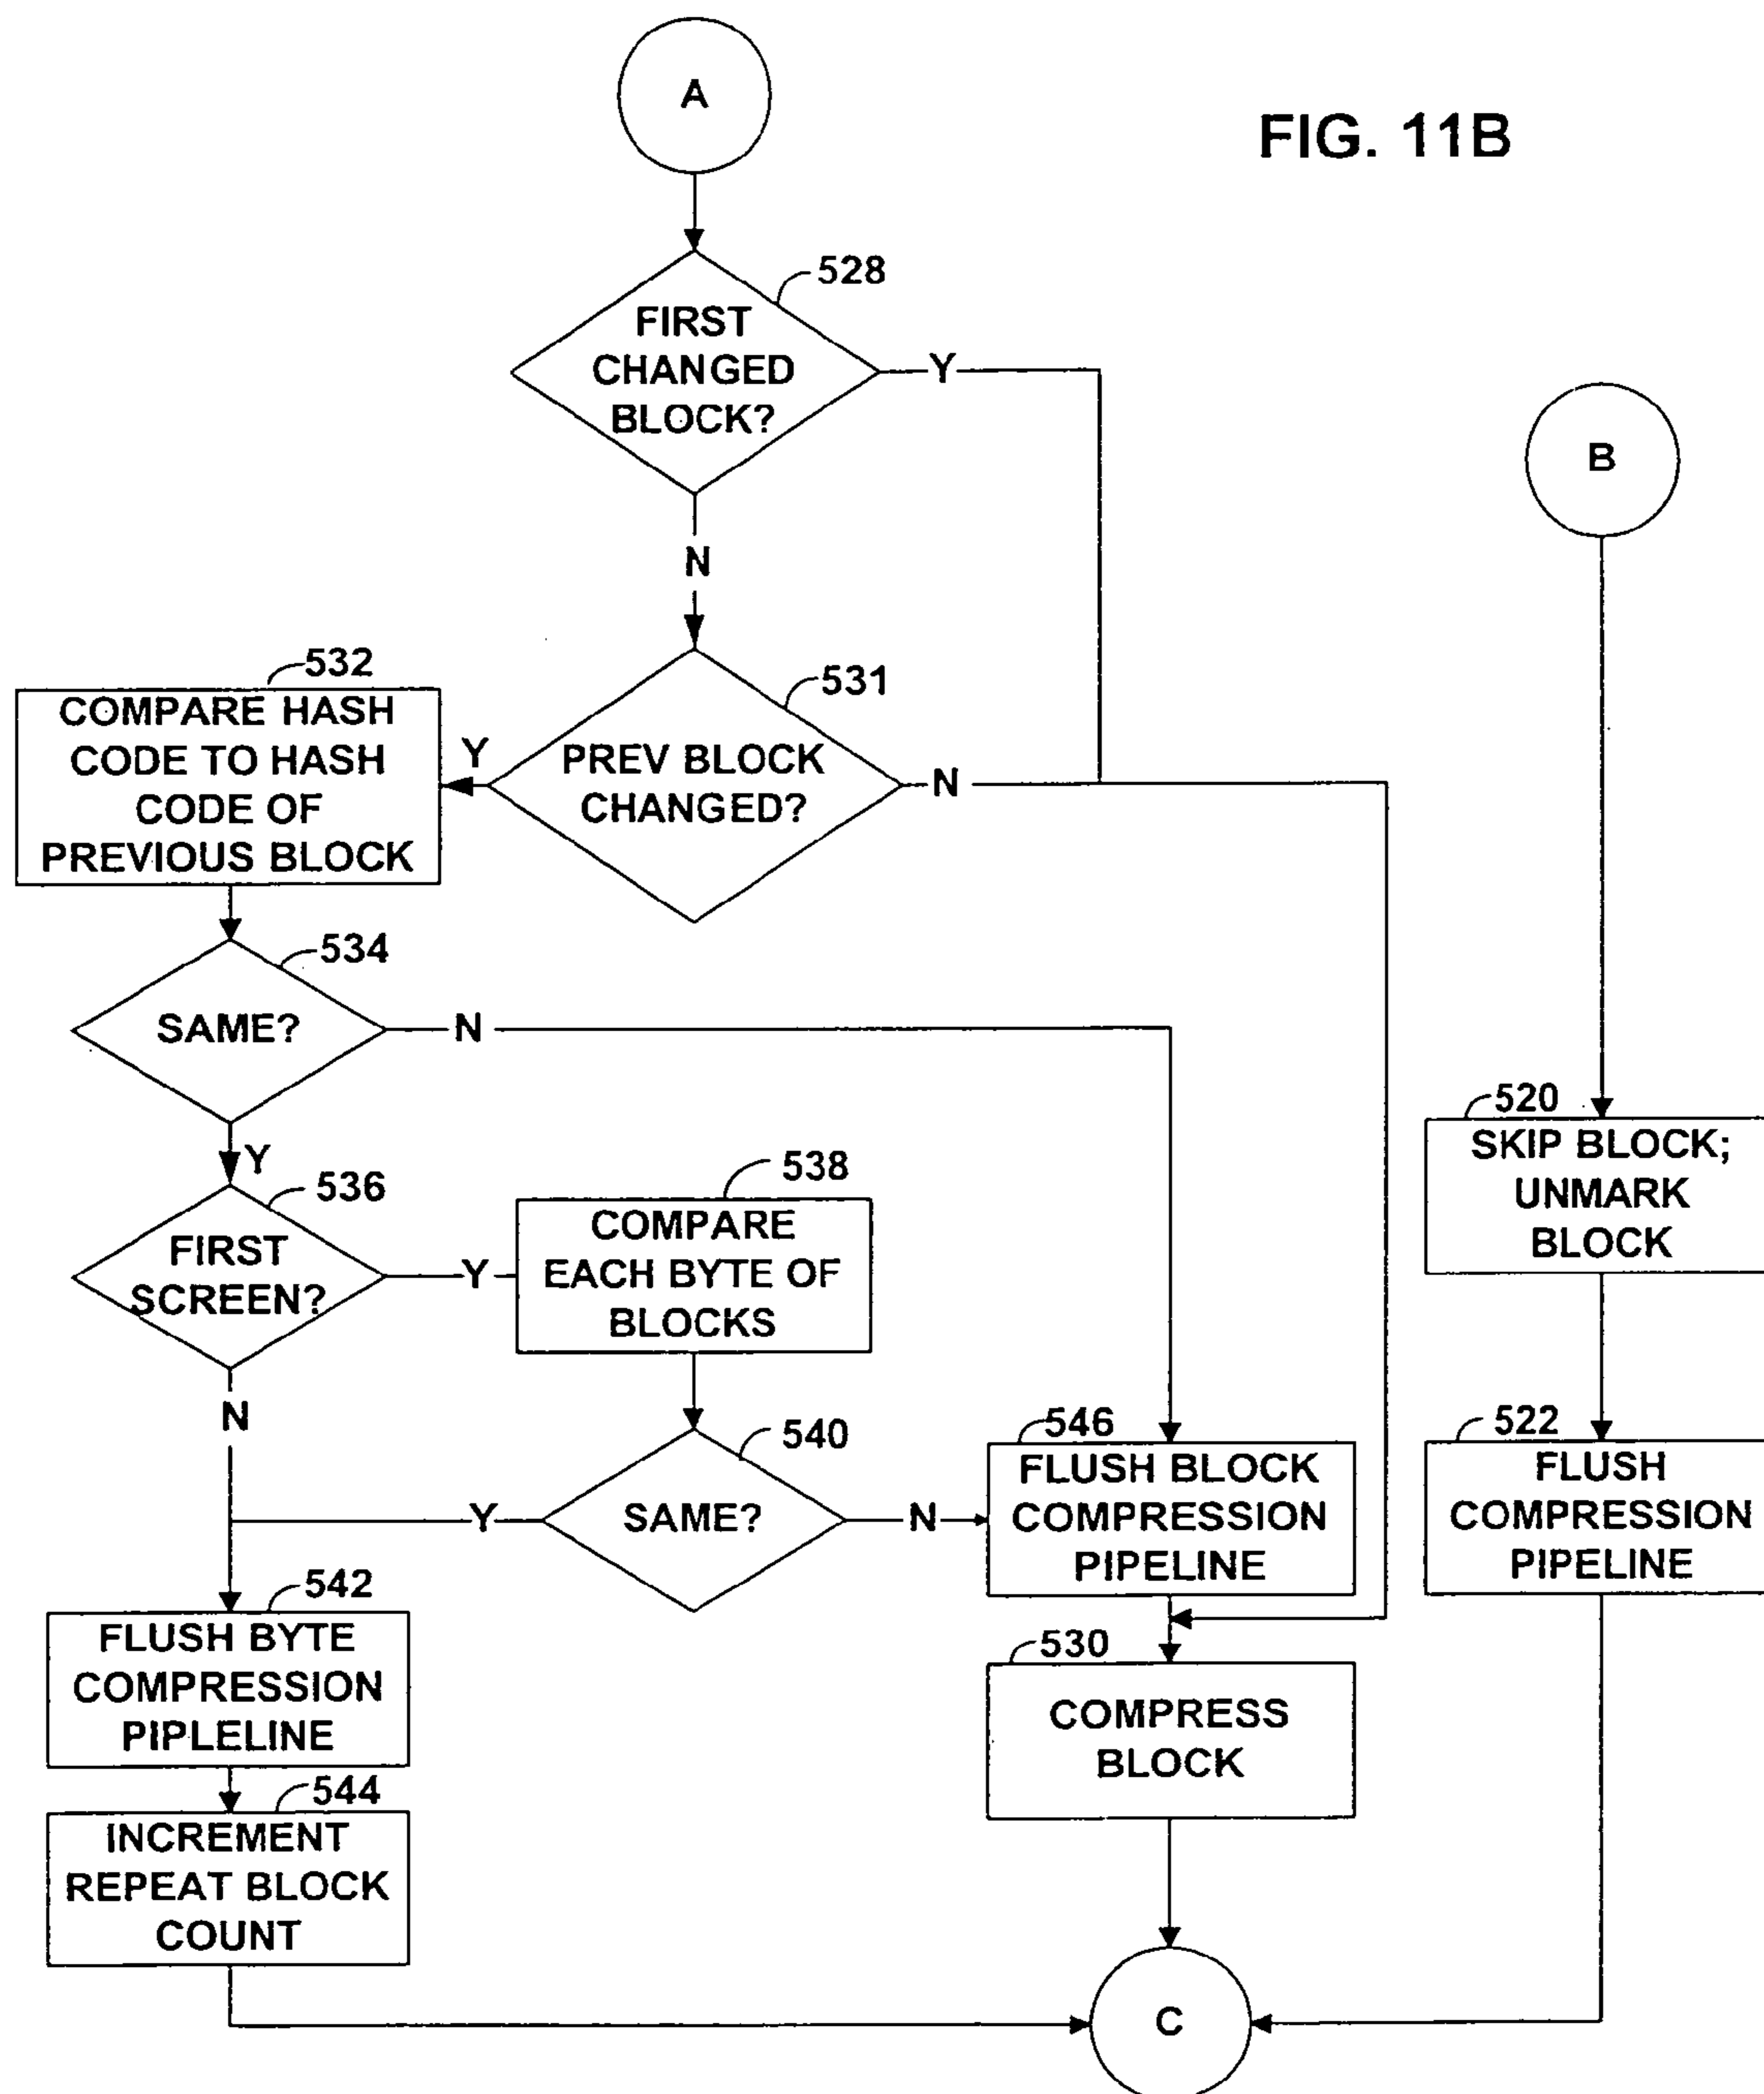 A
FIG. 11B
528
FIRST
CHANGED
BLOCK?
Y
B
N
532
COMPARE HASH
CODE TO HASH
CODE OF
PREVIOUS BLOCK
Y
531
PREV BLOCK
CHANGED?
N
534
SAME?
N
Y
536
FIRST
SCREEN?
Y
538
COMPARE
EACH BYTE OF
BLOCKS
520
SKIP BLOCK;
UNMARK
BLOCK
N
540
SAME?
Y
N
546
FLUSH BLOCK
COMPRESSION
PIPELINE
522
FLUSH
COMPRESSION
PIPELINE
542
FLUSH BYTE
COMPRESSION
PIPLELINE
530
COMPRESS
BLOCK
544
INCREMENT
REPEAT BLOCK
COUNT
C